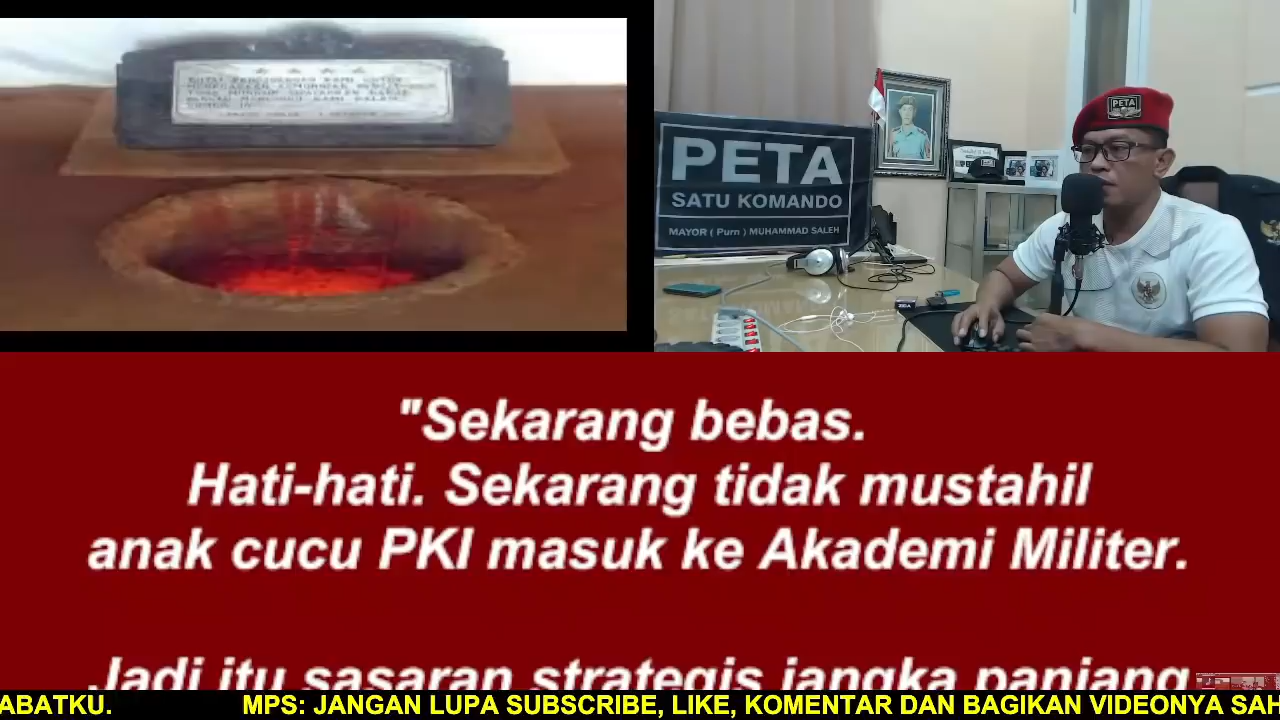 PETA
PETA
SATU KOMANDO
MAYOR ( Purn ) MUHAMMAD SALEH
"Sekarang bebas.
Hati-hati. Sekarang tidak mustahil
anak cucu PKI masuk ke Akademi Militer.
Jadi itu sasaran strategis jangka panjang
ABATKU. MPS: JANGAN LUPA SUBSCRIBE, LIKE, KOMENTAR DAN BAGIKAN VIDEONYA SAH